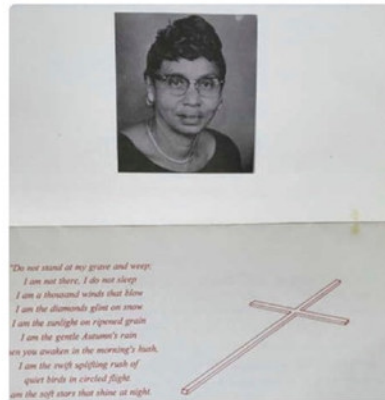 "Do not stand at my grave and weep;
I am not there, I do not sleep
I am a thousand winds that blow
I am the diamonds glint on snow
I am the sunlight on ripened grain
I am the gentle Autumn's rain
en you awaken in the morning's hush,
I am the swift uplifting rush of
quiet birds in circled flight.
am the soft stars that shine at night.